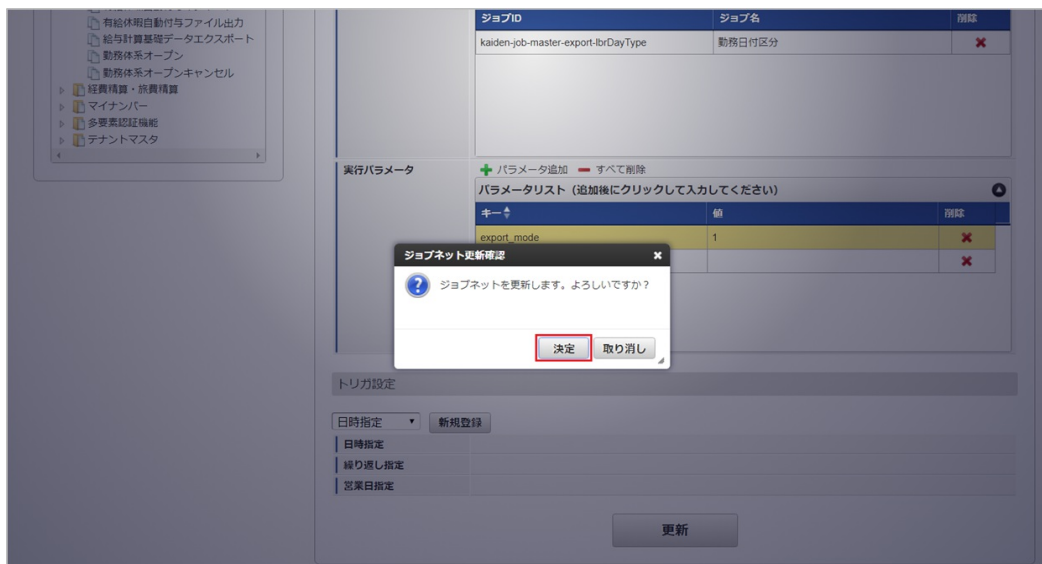 有給休暇自動付与ファイル出力
給与計算基礎データエクスポート
勤務体系オープン
勤務体系オープンキャンセル
経費精算・旅費精算
マイナンバー
多要素認証機能
テナントマスタ
ジョブID ジョブ名 削除
kaiden-job-master-export-lbrDayType 勤務日付区分
実行パラメータ
パラメータ追加 すべて削除
パラメータリスト（追加後にクリックして入力してください）
キー 値 削除
export_mode 1
ジョブネット更新確認
ジョブネットを更新します。よろしいですか？
決定 取り消し
トリガ設定
日時指定 新規登録
日時指定
繰り返し指定
営業日指定
更新